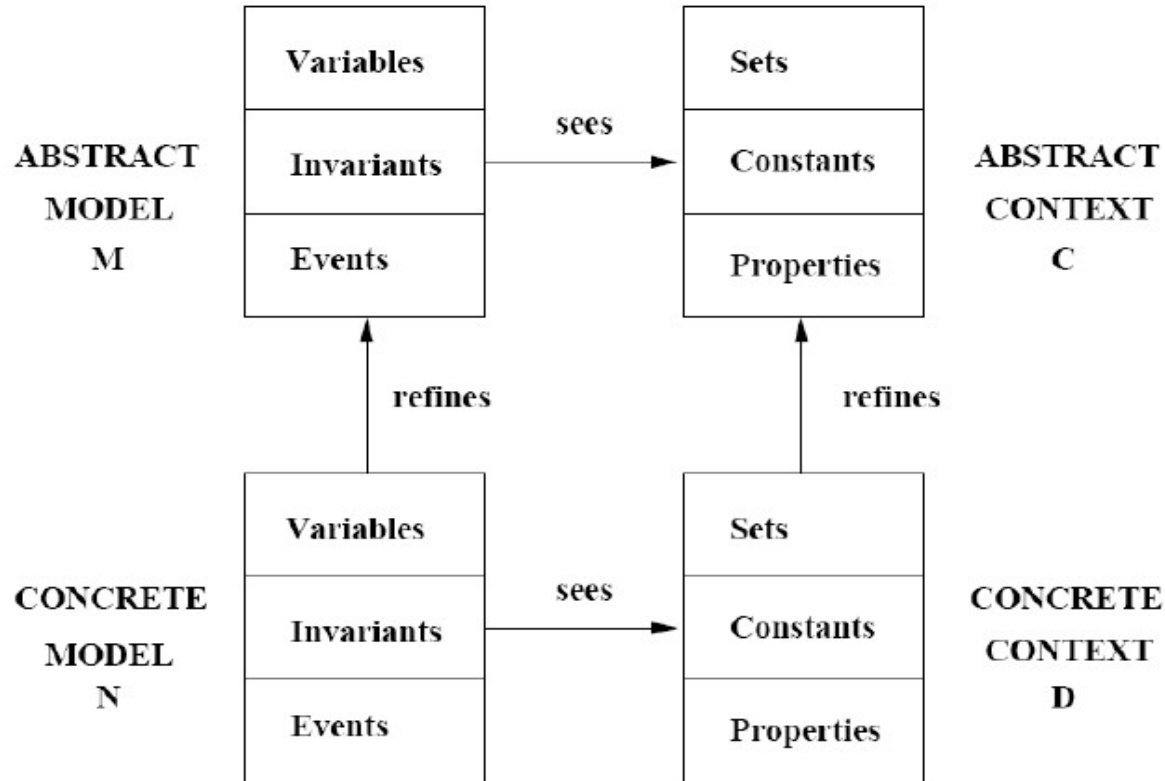 Variables
Sets
sees
ABSTRACT
MODEL
M
Invariants
Constants
ABSTRACT
CONTEXT
C
Events
Properties
refines
refines
Variables
Sets
sees
CONCRETE
MODEL
N
Invariants
Constants
CONCRETE
CONTEXT
D
Events
Properties